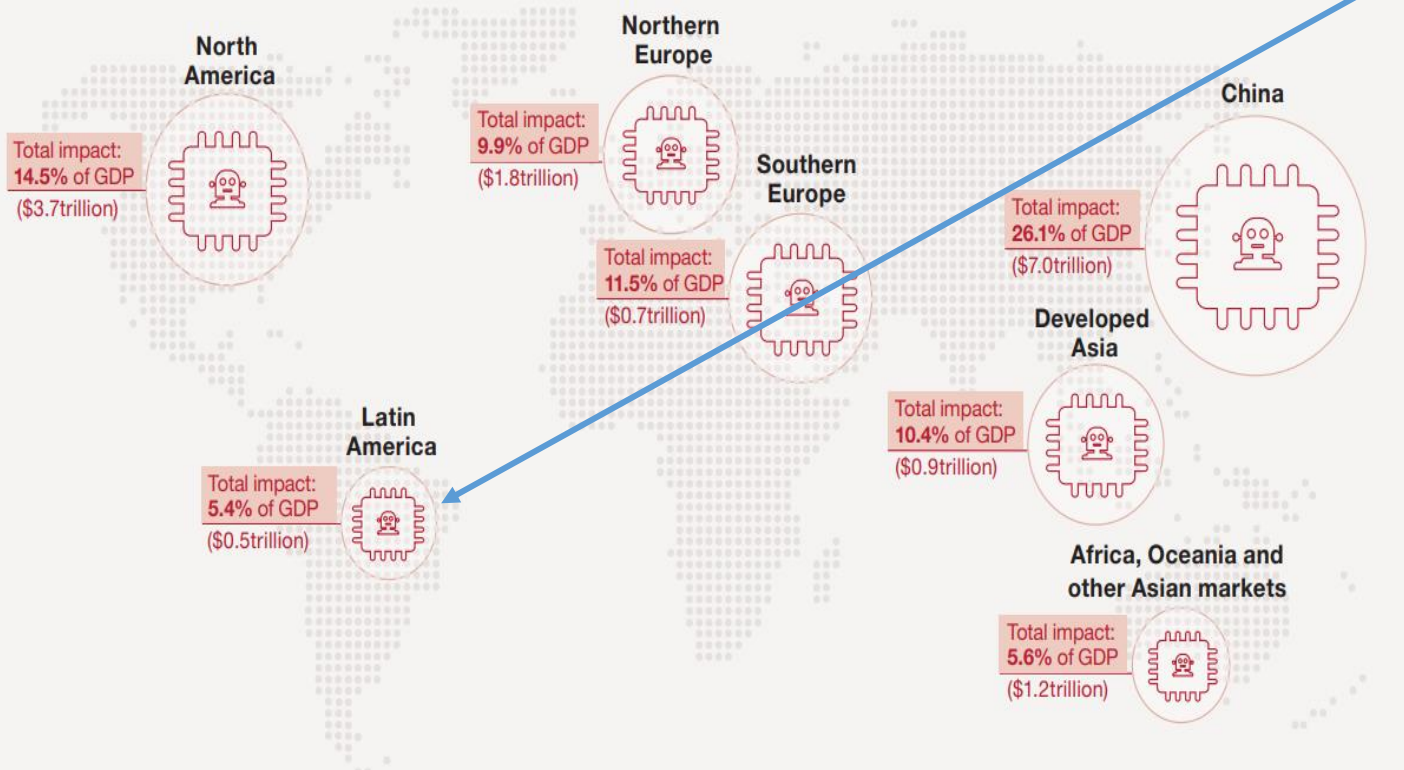 North
America
Total impact:
14.5% of GDP
($3.7trillion)
Northern
Europe
Total impact:
9.9% of GDP
($1.8trillion)
Southern
Europe
Total impact:
11.5% of GDP
($0.7trillion)
China
Total impact:
26.1% of GDP
($7.0trillion)
Developed
Asia
Total impact:
10.4% of GDP
($0.9trillion)
Latin
America
Total impact:
5.4% of GDP
($0.5trillion)
Africa, Oceania and
other Asian markets
Total impact:
5.6% of GDP
($1.2trillion)